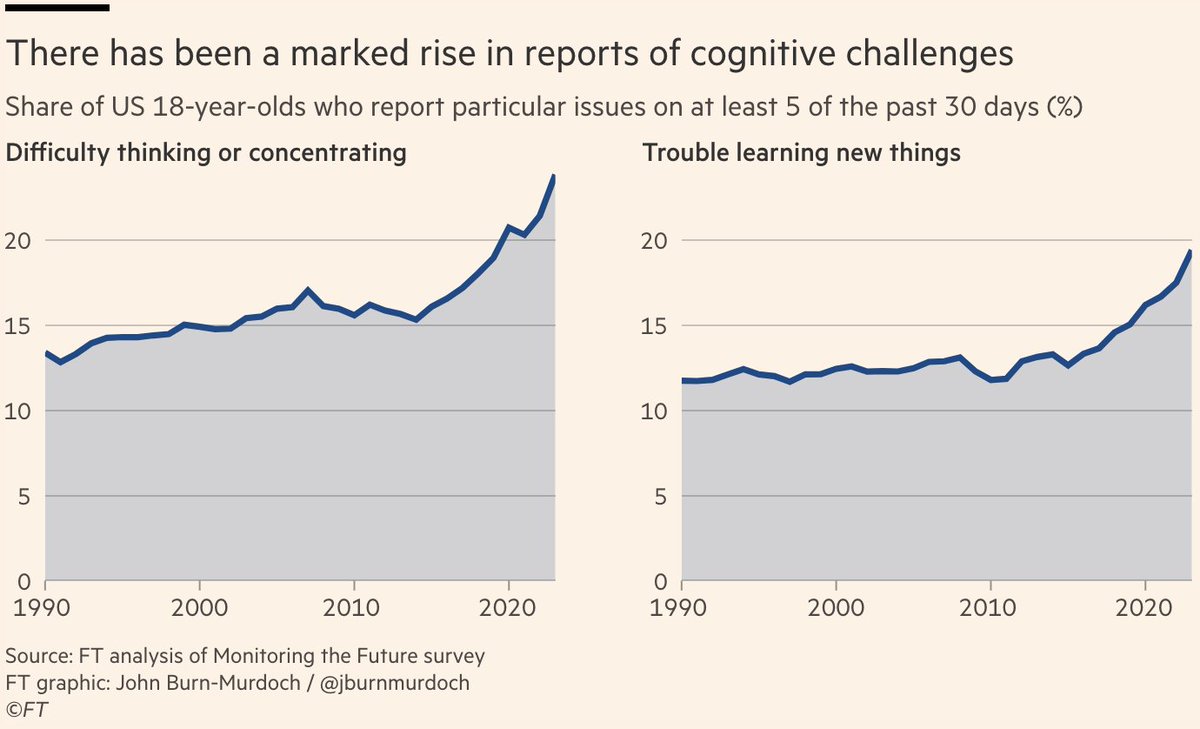 There has been a marked rise in reports of cognitive challenges
Share of US 18-year-olds who report particular issues on at least 5 of the past 30 days (%)
Difficulty thinking or concentrating
20
15
10
5
0
1990 2000 2010 2020
Trouble learning new things
20
15
10
5
0
1990 2000 2010 2020
Source: FT analysis of Monitoring the Future survey
FT graphic: John Burn-Murdoch / @jburnmurdoch
©FT